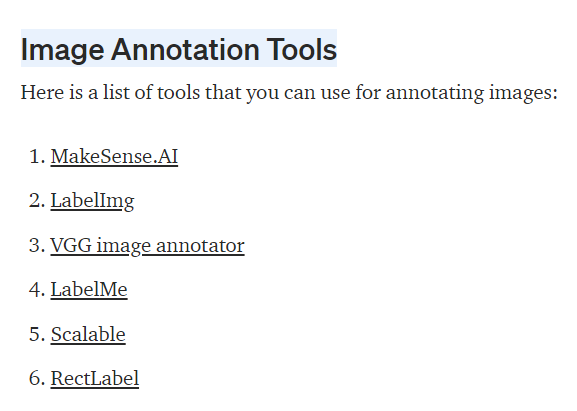 Image Annotation Tools
Here is a list of tools that you can use for annotating images:
1. MakeSense.AI
2. LabelImg
3. VGG image annotator
4. LabelMe
5. Scalable
6. RectLabel